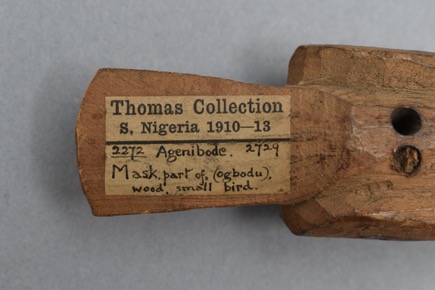 Thomas Collection
S. Nigeria 1910—13
2272 Agenibode. 2729
Mask, part of, (ogbodu),
wood, small bird.